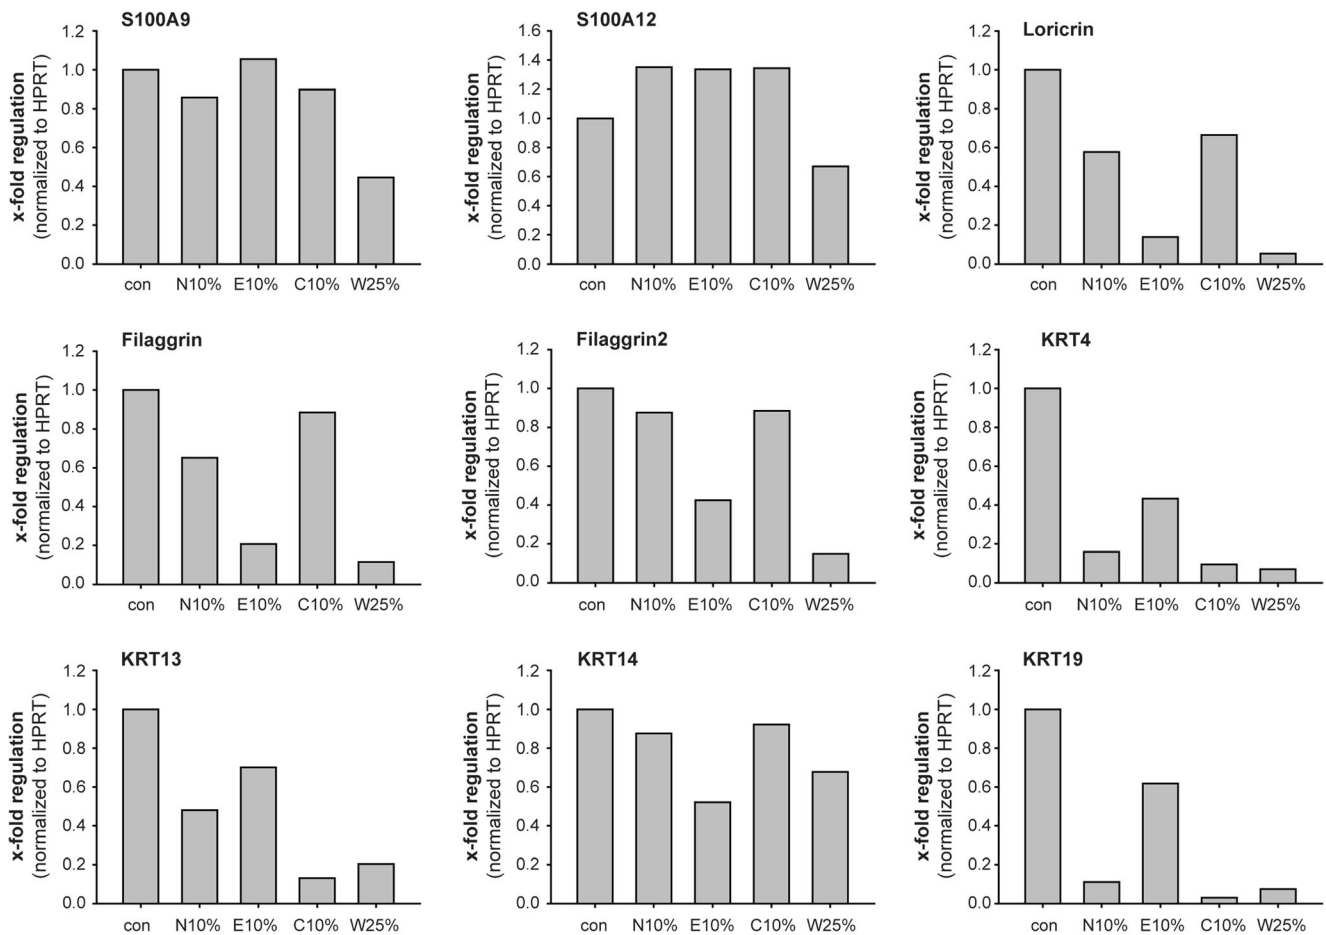 S100A9
x-fold regulation
(normalized to HPRT)
1.2
1.0
0.8
0.6
0.4
0.2
0.0
con N10% E10% C10% W25%
S100A12
x-fold regulation
(normalized to HPRT)
1.6
1.4
1.2
1.0
0.8
0.6
0.4
0.2
0.0
con N10% E10% C10% W25%
Loricrin
x-fold regulation
(normalized to HPRT)
1.2
1.0
0.8
0.6
0.4
0.2
0.0
con N10% E10% C10% W25%
Filaggrin
x-fold regulation
(normalized to HPRT)
1.2
1.0
0.8
0.6
0.4
0.2
0.0
con N10% E10% C10% W25%
Filaggrin2
x-fold regulation
(normalized to HPRT)
1.2
1.0
0.8
0.6
0.4
0.2
0.0
con N10% E10% C10% W25%
KRT4
x-fold regulation
(normalized to HPRT)
1.2
1.0
0.8
0.6
0.4
0.2
0.0
con N10% E10% C10% W25%
KRT13
x-fold regulation
(normalized to HPRT)
1.2
1.0
0.8
0.6
0.4
0.2
0.0
con N10% E10% C10% W25%
KRT14
x-fold regulation
(normalized to HPRT)
1.2
1.0
0.8
0.6
0.4
0.2
0.0
con N10% E10% C10% W25%
KRT19
x-fold regulation
(normalized to HPRT)
1.2
1.0
0.8
0.6
0.4
0.2
0.0
con N10% E10% C10% W25%